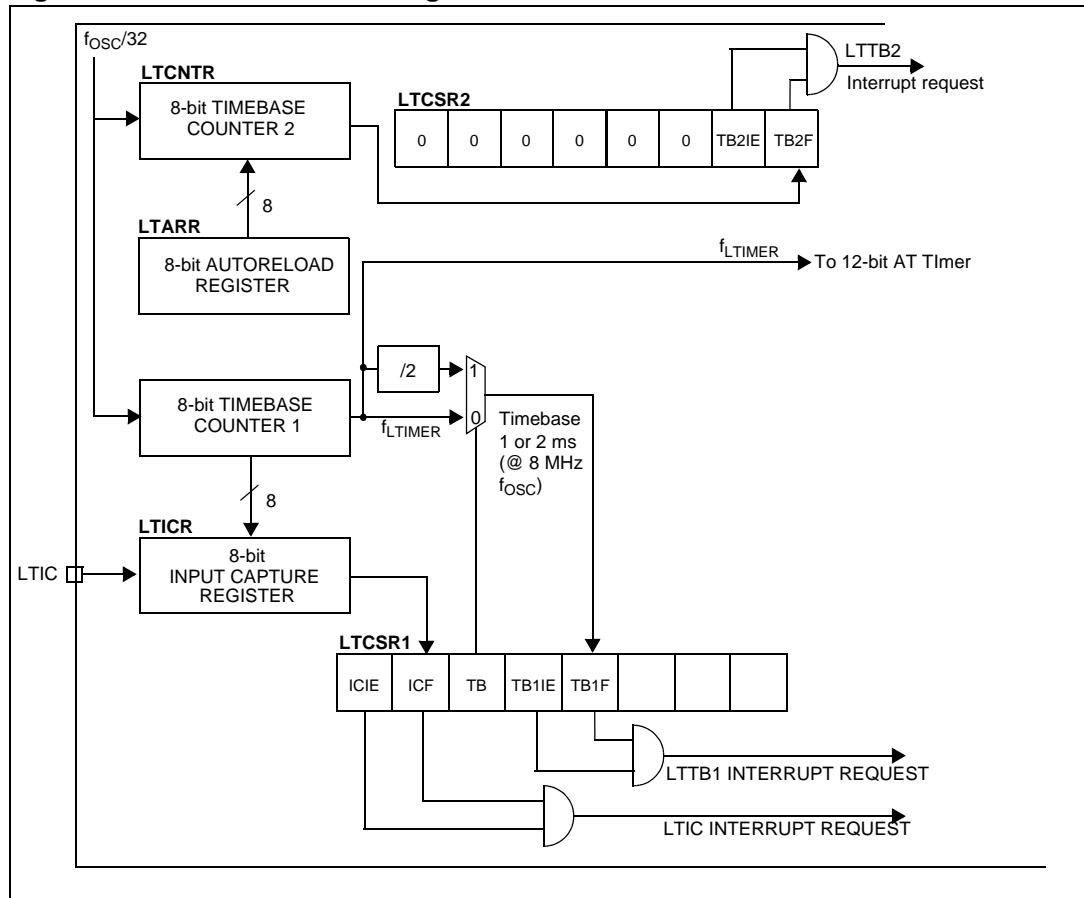 fOSC/32
LTCNTR
8-bit TIMEBASE
COUNTER 2
8
LTARR
8-bit AUTORELOAD
REGISTER
LTCSR2
0 0 0 0 0 0 TB2IE TB2F
LTTB2
Interrupt request
fLTIMER
To 12-bit AT TImer
/2
1
0
8-bit TIMEBASE
COUNTER 1
fLTIMER
Timebase
1 or 2 ms
(@ 8 MHz
fOSC)
8
LTICR
LTIC
8-bit
INPUT CAPTURE
REGISTER
LTCSR1
ICIE ICF TB TB1IE TB1F
LTTB1 INTERRUPT REQUEST
LTIC INTERRUPT REQUEST